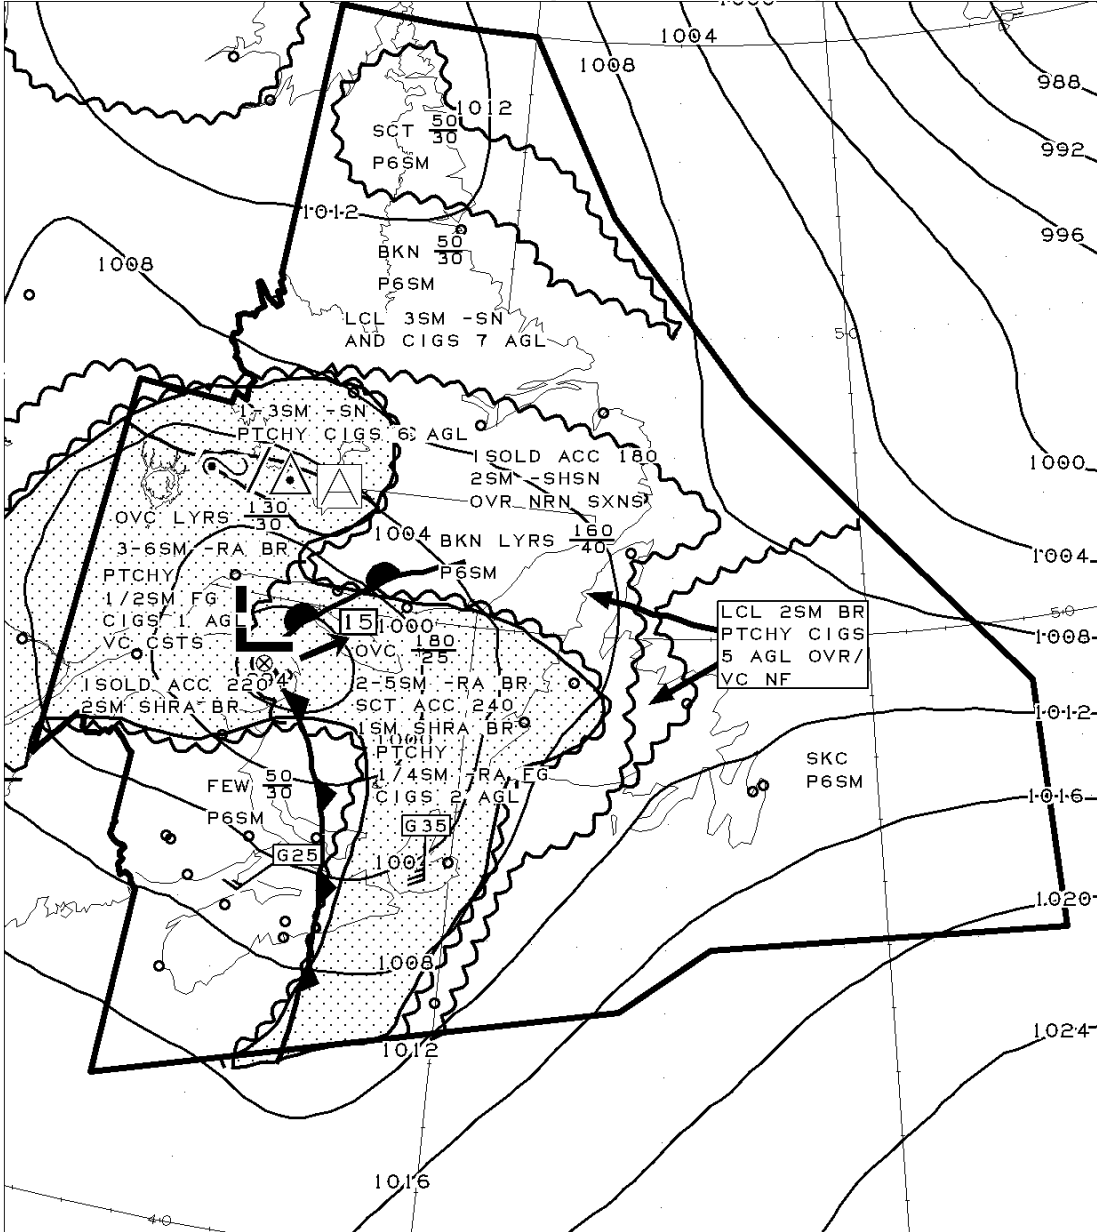 1004
1008
988
1012
SCT 50/30
P6SM
992
1012
996
BKN 50/30
P6SM
1008
LCL 3SM -SN
AND CIGS 7 AGL
50
1-3SM -SN
PTCHY CIGS 6 AGL
ISOLD ACC 180
2SM -SHSN
OVR NRN SXNS
1000
OVC LYRS 130/30
3-6SM -RA BR
PTCHY
1/2SM FG
CIGS 1 AGL
VC CSTS
1004
BKN LYRS 160/40
P6SM
1004
L
15
1000
OVC 180/25
LCL 2SM BR
PTCHY CIGS
5 AGL OVR/
VC NF
50
1008
ISOLD ACC 220
2SM SHRA BR
2-5SM -RA BR
SCT ACC 240
1SM SHRA BR
PTCHY
1/4SM -RA FG
CIGS 2 AGL
1000
1012
SKC
P6SM
FEW 50/30
P6SM
1016
G35
G25
1004
1020
1008
1024
1012
1016
40